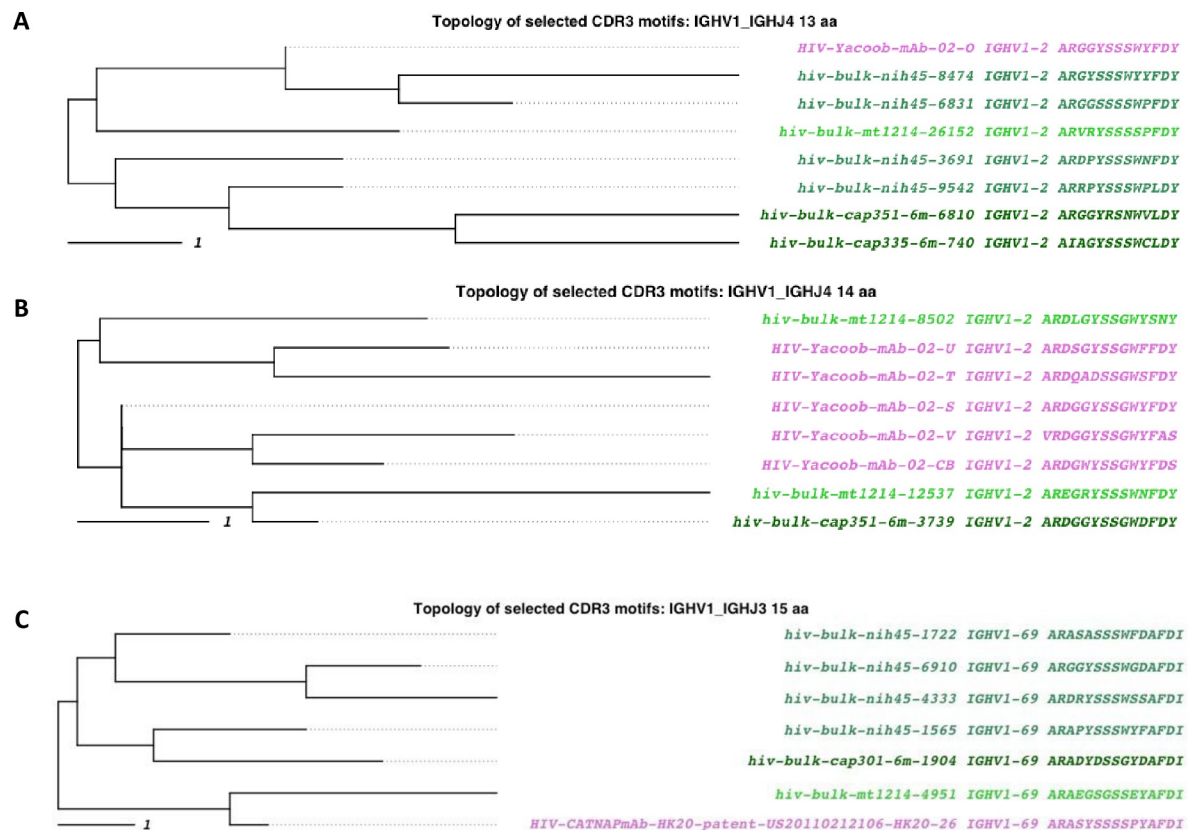 A
Topology of selected CDR3 motifs: IGHV1_IGHJ4 13 aa
HIV-Yacoob-mAb-02-O IGHV1-2 ARGGYSSSWYFDY
hiv-bulk-nih45-8474 IGHV1-2 ARGYSSSWYYFDY
hiv-bulk-nih45-6831 IGHV1-2 ARGGSSSSWPFDY
hiv-bulk-mt1214-26152 IGHV1-2 ARVRYSSSSPFDY
hiv-bulk-nih45-3691 IGHV1-2 ARDPYSSSWNFDY
hiv-bulk-nih45-9542 IGHV1-2 ARRPYSSSWPLDY
hiv-bulk-cap351-6m-6810 IGHV1-2 ARGGYRSNWVLDY
hiv-bulk-cap335-6m-740 IGHV1-2 AIAGYSSSWCLDY
1
B
Topology of selected CDR3 motifs: IGHV1_IGHJ4 14 aa
hiv-bulk-mt1214-8502 IGHV1-2 ARDLGYSSGWYSNY
HIV-Yacoob-mAb-02-U IGHV1-2 ARDSGYSSGWFFDY
HIV-Yacoob-mAb-02-T IGHV1-2 ARDQADSSGWSFDY
HIV-Yacoob-mAb-02-S IGHV1-2 ARDGGYSSGWYFDY
HIV-Yacoob-mAb-02-V IGHV1-2 VRDGGYSSGWYFAS
HIV-Yacoob-mAb-02-CB IGHV1-2 ARDGWYSSGWYFDS
hiv-bulk-mt1214-12537 IGHV1-2 AREGRYSSSWNFDY
hiv-bulk-cap351-6m-3739 IGHV1-2 ARDGGYSSGWDFDY
1
C
Topology of selected CDR3 motifs: IGHV1_IGHJ3 15 aa
hiv-bulk-nih45-1722 IGHV1-69 ARASASSSWFDAFDI
hiv-bulk-nih45-6910 IGHV1-69 ARGGYSSSWGDAFDI
hiv-bulk-nih45-4333 IGHV1-69 ARDRYSSSWSSAFDI
hiv-bulk-nih45-1565 IGHV1-69 ARAPYSSSWYFAFDI
hiv-bulk-cap301-6m-1904 IGHV1-69 ARADYDSSGYDAFDI
hiv-bulk-mt1214-4951 IGHV1-69 ARAEGSGSSEYAFDI
HIV-CATNAPmAb-HK20-patent-US20110212106-HK20-26 IGHV1-69 ARASYSSSSPYAFDI
1